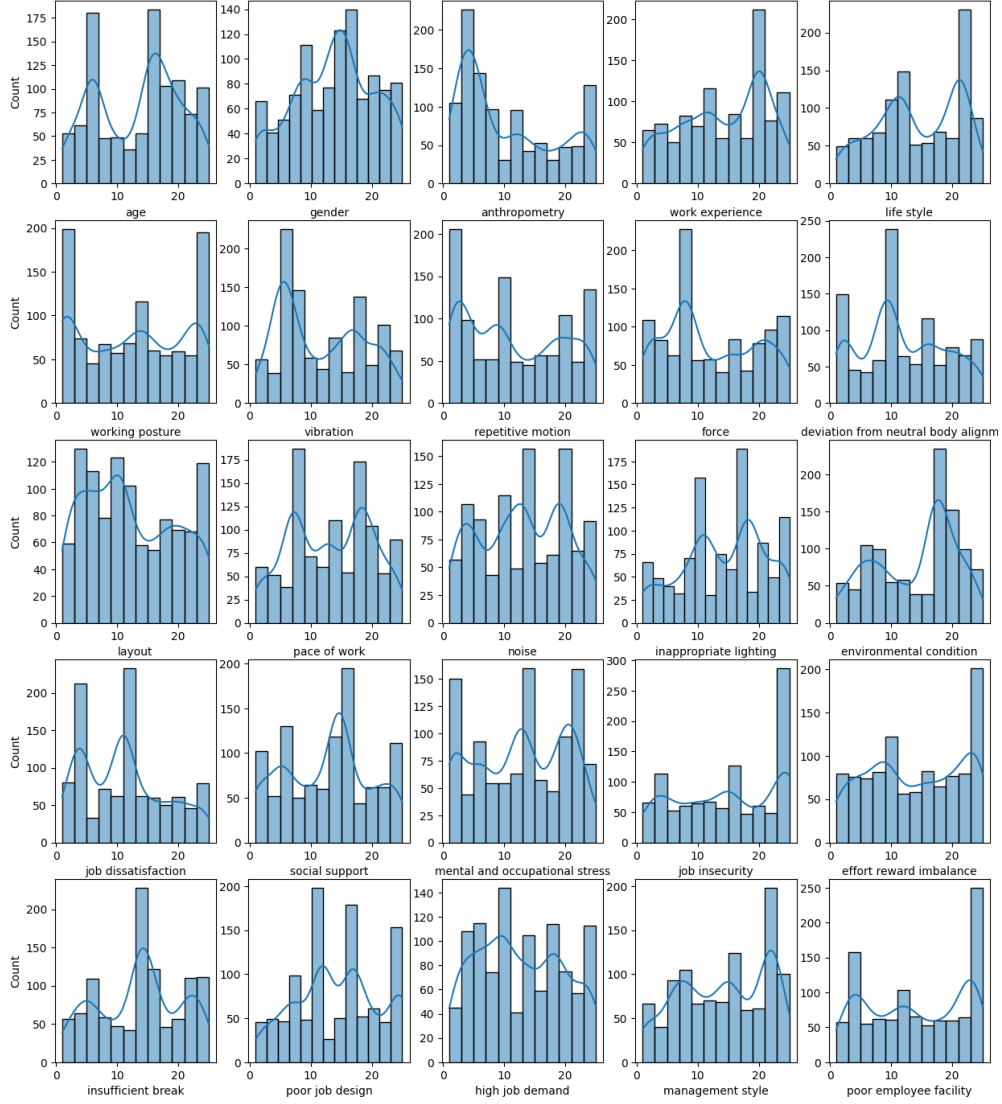 Count
175
150
125
100
75
50
25
0
0 10 20
age
140
120
100
80
60
40
20
0
0 10 20
gender
200
150
100
50
0
0 10 20
anthropometry
200
150
100
50
0
0 10 20
work experience
200
150
100
50
0
0 10 20
life style
Count
200
150
100
50
0
0 10 20
working posture
200
150
100
50
0
0 10 20
vibration
200
175
150
125
100
75
50
25
0
0 10 20
repetitive motion
200
150
100
50
0
0 10 20
force
250
200
150
100
50
0
0 10 20
deviation from neutral body alignm
Count
120
100
80
60
40
20
0
0 10 20
layout
175
150
125
100
75
50
25
0
0 10 20
pace of work
150
125
100
75
50
25
0
0 10 20
noise
175
150
125
100
75
50
25
0
0 10 20
inappropriate lighting
200
150
100
50
0
0 10 20
environmental condition
Count
200
150
100
50
0
0 10 20
job dissatisfaction
200
150
100
50
0
0 10 20
social support
150
125
100
75
50
25
0
0 10 20
mental and occupational stress
300
250
200
150
100
50
0
0 10 20
job insecurity
200
150
100
50
0
0 10 20
effort reward imbalance
Count
200
150
100
50
0
0 10 20
insufficient break
200
150
100
50
0
0 10 20
poor job design
140
120
100
80
60
40
20
0
0 10 20
high job demand
200
150
100
50
0
0 10 20
management style
250
200
150
100
50
0
0 10 20
poor employee facility